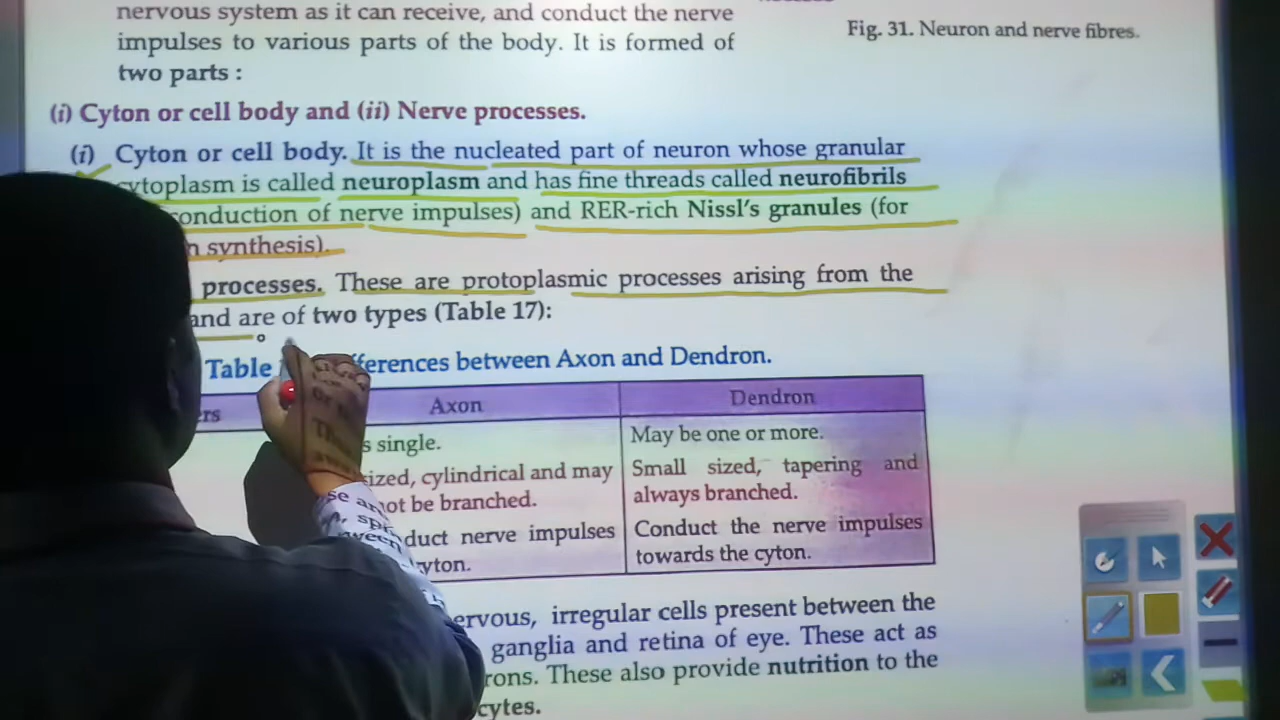 nervous system as it can receive, and conduct the nerve
impulses to various parts of the body. It is formed of
two parts :
Fig. 31. Neuron and nerve fibres.
(i) Cyton or cell body and (ii) Nerve processes.
(i) Cyton or cell body. It is the nucleated part of neuron whose granular
cytoplasm is called neuroplasm and has fine threads called neurofibrils
conduction of nerve impulses) and RER-rich Nissl's granules (for
synthesis).
processes. These are protoplasmic processes arising from the
and are of two types (Table 17):
Table ferences between Axon and Dendron.
ers Axon Dendron
s single. May be one or more.
ized, cylindrical and may Small sized, tapering and
not be branched. always branched.
duct nerve impulses Conduct the nerve impulses
yton. towards the cyton.
ervous, irregular cells present between the
ganglia and retina of eye. These act as
rons. These also provide nutrition to the
cytes.